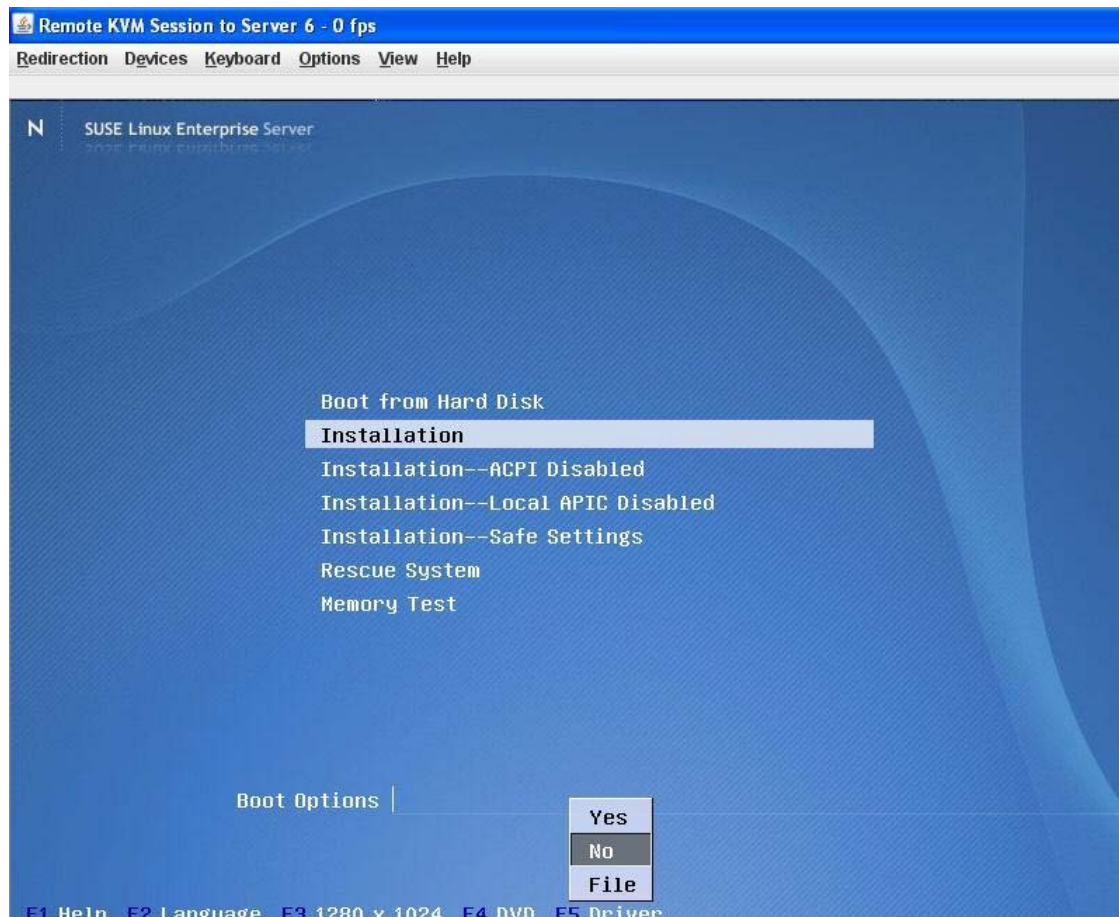 Remote KVM Session to Server 6 - 0 fps
Redirection Devices Keyboard Options View Help
N SUSE Linux Enterprise Server
Boot from Hard Disk
Installation
Installation--ACPI Disabled
Installation--Local APIC Disabled
Installation--Safe Settings
Rescue System
Memory Test
Boot Options
Yes
No
File
F1 Help F2 Language F3 1280 x 1024 F4 DVD F5 Driver